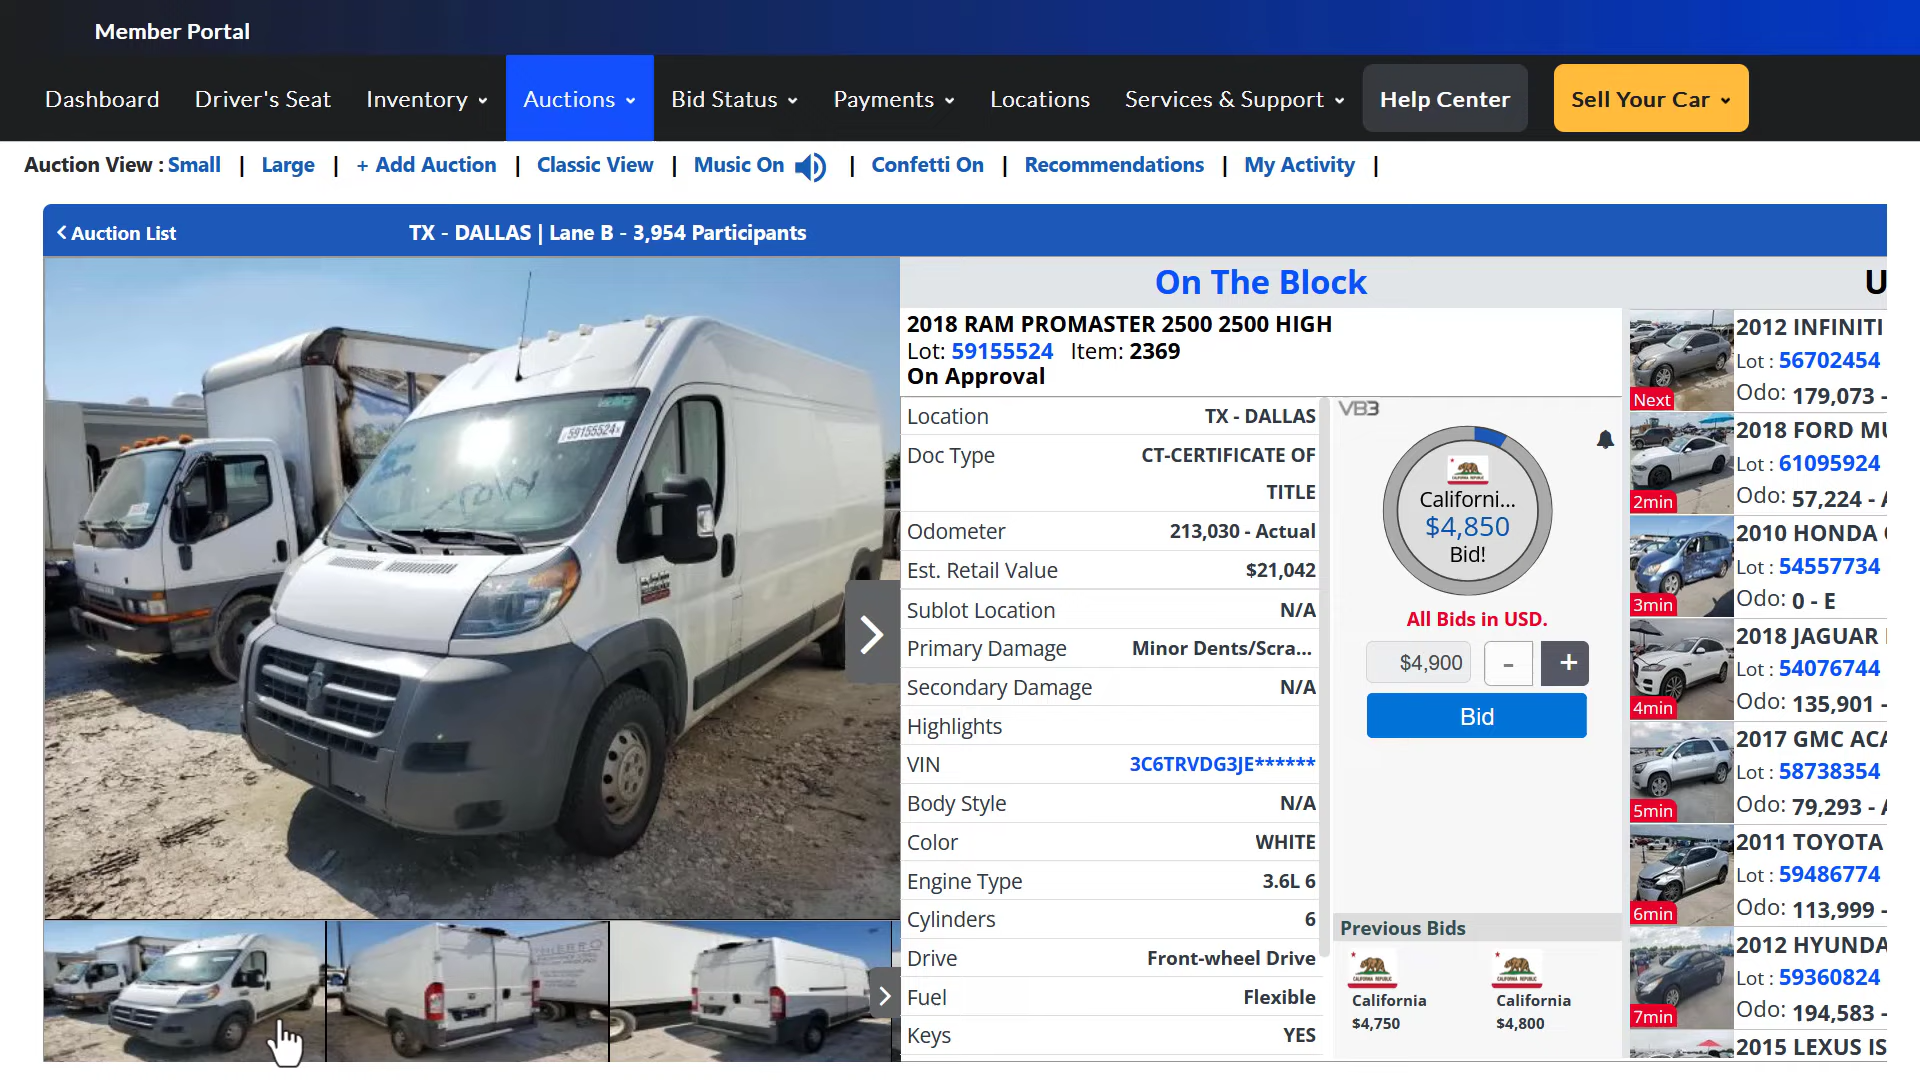 Member Portal
Dashboard Driver's Seat Inventory Auctions Bid Status Payments Locations Services & Support Help Center Sell Your Car
Auction View : Small | Large | + Add Auction | Classic View | Music On | Confetti On | Recommendations | My Activity |
Auction List TX - DALLAS | Lane B - 3,954 Participants
On The Block
U
2018 RAM PROMASTER 2500 2500 HIGH
Lot: 59155524 Item: 2369
On Approval
Location TX - DALLAS
Doc Type CT-CERTIFICATE OF
TITLE
Odometer 213,030 - Actual
Est. Retail Value $21,042
Sublot Location N/A
Primary Damage Minor Dents/Scra...
Secondary Damage N/A
Highlights
VIN 3C6TRVDG3JE******
Body Style N/A
Color WHITE
Engine Type 3.6L 6
Cylinders 6
Drive Front-wheel Drive
Fuel Flexible
Keys YES
VB3
Californi...
$4,850
Bid!
All Bids in USD.
$4,900 - +
Bid
Previous Bids
California
$4,750
California
$4,800
2012 INFINITI
Lot : 56702454
Odo: 179,073 -
Next
2018 FORD MU
Lot : 61095924
Odo: 57,224 - A
2min
2010 HONDA
Lot : 54557734
Odo: 0 - E
3min
2018 JAGUAR
Lot : 54076744
Odo: 135,901 -
4min
2017 GMC ACA
Lot : 58738354
Odo: 79,293 - A
5min
2011 TOYOTA
Lot : 59486774
Odo: 113,999 -
6min
2012 HYUNDA
Lot : 59360824
Odo: 194,583 -
7min
2015 LEXUS IS
59155524